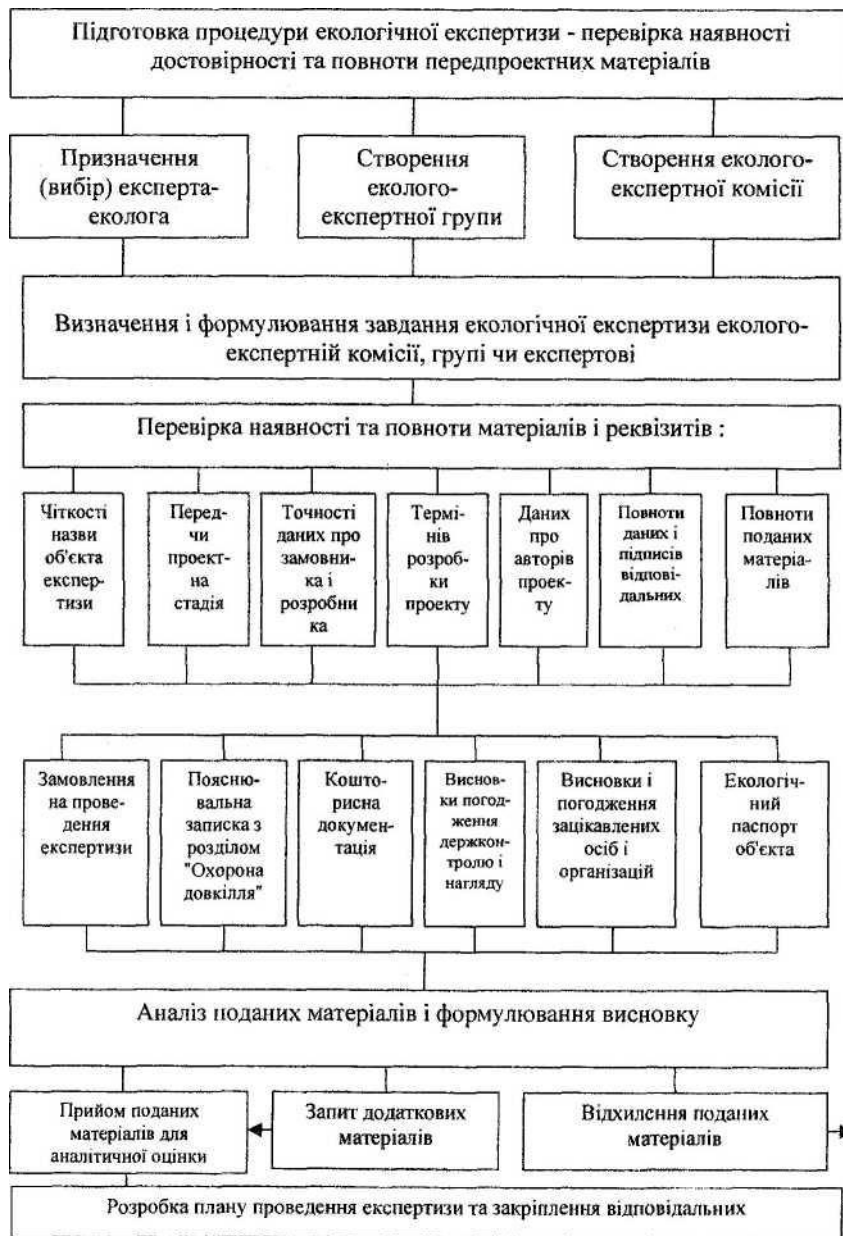 Підготовка процедури екологічної експертизи - перевірка наявності
достовірності та повноти передпроектних матеріалів
Призначення
(вибір) експерта-
еколога
Створення
еколого-
експертної групи
Створення еколого-
експертної комісії
Визначення і формулювання завдання екологічної експертизи еколого-
експертній комісії, групі чи експертові
Перевірка наявності та повноти матеріалів і реквізитів :
Чіткості
назви
об'єкта
експер-
тизи
Перед-
чи
проект-
на
стадія
Точності
даних про
замовни-
ка і
розробни
ка
Термі-
нів
розроб-
ки
проекту
Даних
про
авторів
проек-
ту
Повноти
даних і
підписів
відпові-
дальних
Повноти
поданих
матеріа-
лів
Замовлення
на прове-
дення
експертизи
Поясню-
вальна
записка з
розділом
"Охорона
довкілля"
Кошто-
рисна
докумен-
тація
Виснов-
ки погод-
ження
держкон-
тролю і
нагляду
Висновки і
погодження
зацікавлених
осіб і
організацій
Екологіч-
ний
паспорт
об'єкта
Аналіз поданих матеріалів і формулювання висновку
Прийом поданих
матеріалів для
аналітичної оцінки
Запит додаткових
матеріалів
Відхилення поданих
матеріалів
Розробка плану проведення експертизи та закріплення відповідальних